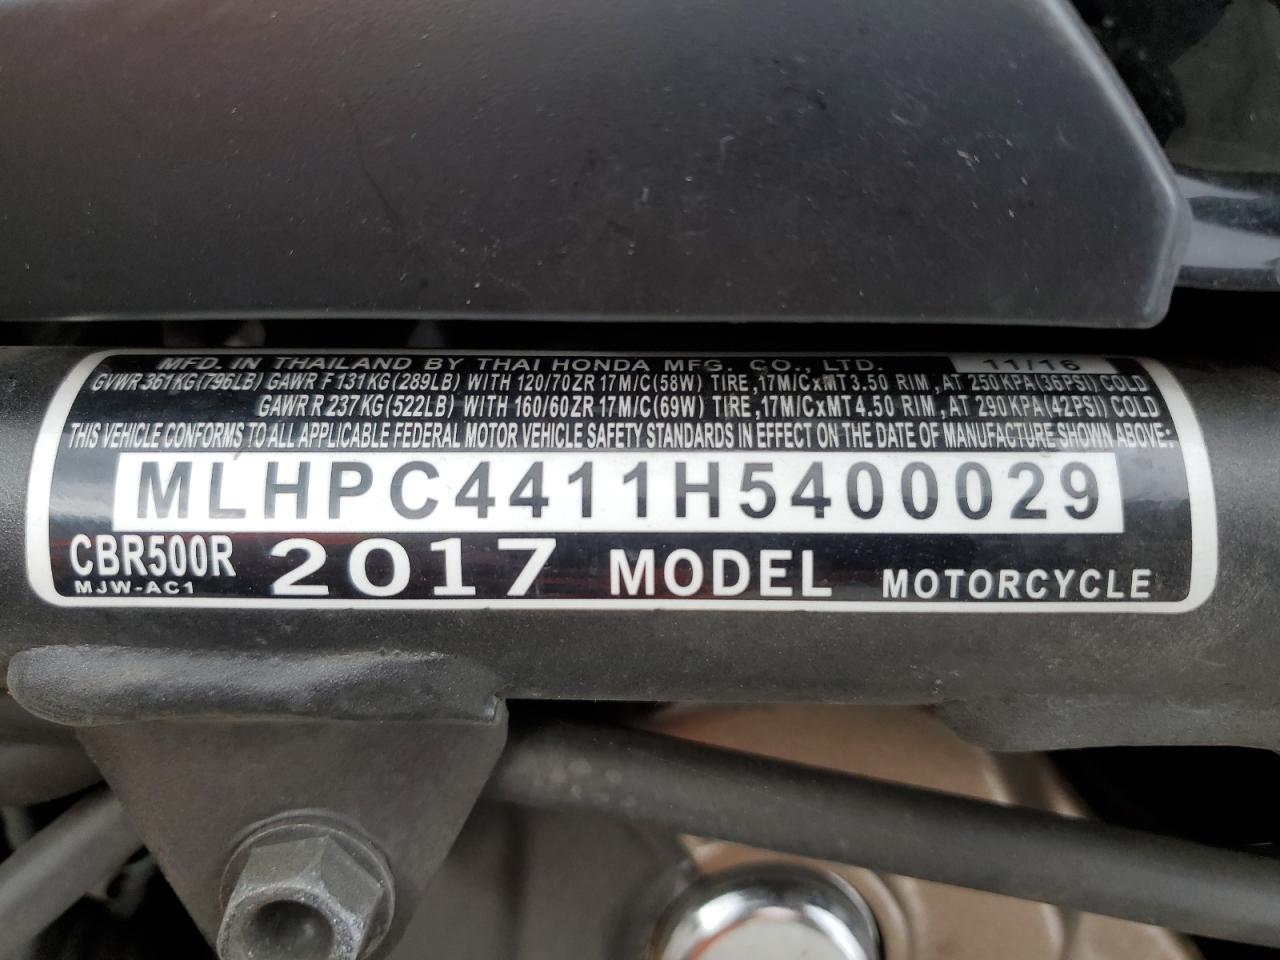 MFD. IN THAILAND BY THAI HONDA MFG. CO., LTD. 11/16
GVWR 361KG(796LB) GAWR F 131KG(289LB) WITH 120/70ZR 17M/C(58W) TIRE,17M/CxMT3.50 RIM, AT 250KPA(36PSI) COLD
GAWR R 237KG(522LB) WITH 160/60ZR 17M/C(69W) TIRE,17M/CxMT4.50 RIM, AT 290KPA(42PSI) COLD
THIS VEHICLE CONFORMS TO ALL APPLICABLE FEDERAL MOTOR VEHICLE SAFETY STANDARDS IN EFFECT ON THE DATE OF MANUFACTURE SHOWN ABOVE:
MLHPC4411H5400029
CBR500R 2017 MODEL MOTORCYCLE
MJW-AC1